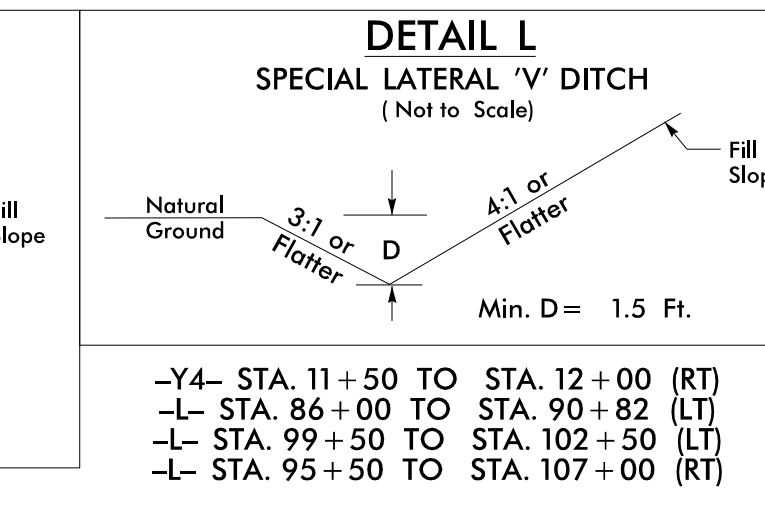 DETAIL L
SPECIAL LATERAL 'V' DITCH
( Not to Scale)
Fill
Natural
Ground
3:1 or
Flatter
D
4:1 or
Flatter
Min. D= 1.5 Ft.
–Y4– STA. 11+50 TO STA. 12+00 (RT)
–L– STA. 86+00 TO STA. 90+82 (LT)
–L– STA. 99+50 TO STA. 102+50 (LT)
–L– STA. 95+50 TO STA. 107+00 (RT)